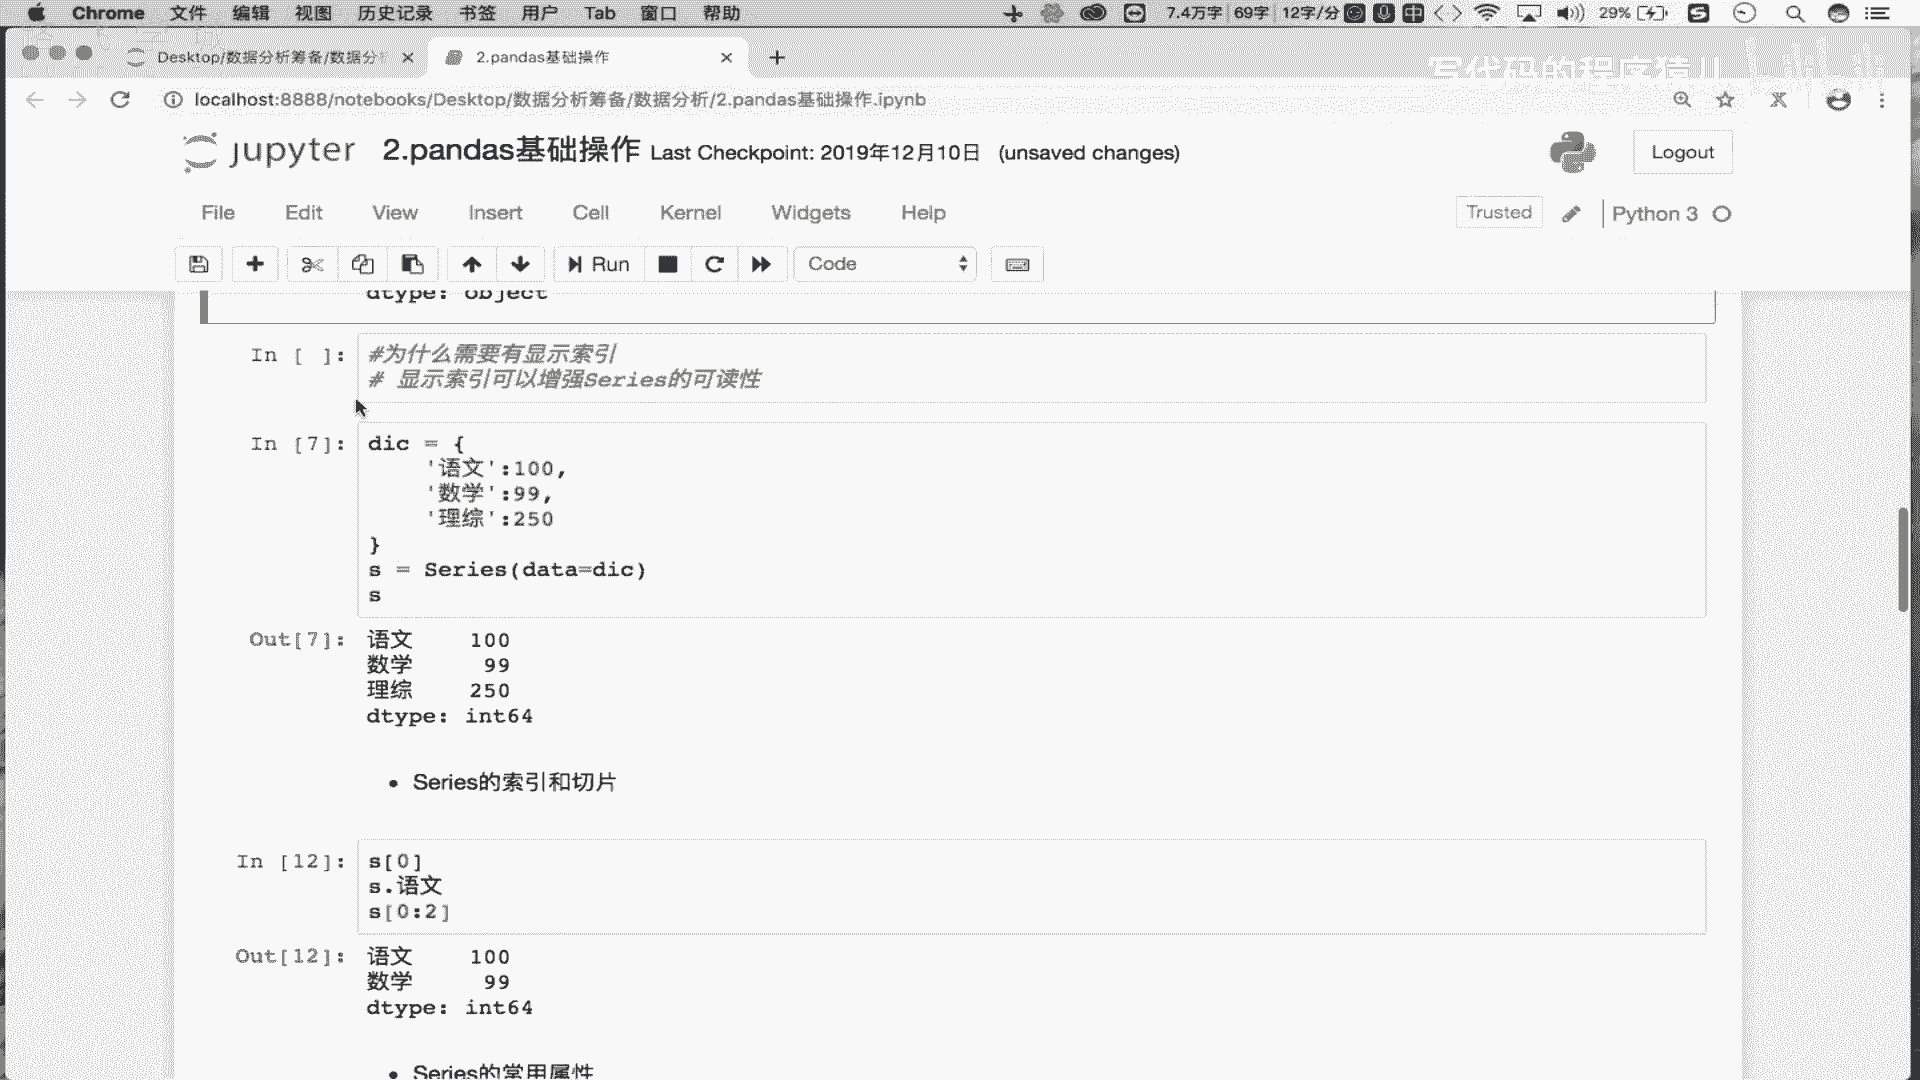 Chrome 文件 编辑 视图 历史记录 书签 用户 Tab 窗口 帮助 7.4万字 69字 12字/分 中 29%
Desktop/数据分析筹备/数据分析
2.pandas基础操作
写代码的程序猿儿
localhost:8888/notebooks/Desktop/数据分析筹备/数据分析/2.pandas基础操作.ipynb
jupyter 2.pandas基础操作 Last Checkpoint: 2019年12月10日 (unsaved changes)
Logout
File Edit View Insert Cell Kernel Widgets Help
Trusted Python 3
Run Code
dtype: object
In [ ]: #为什么需要有显示索引
# 显示索引可以增强Series的可读性
In [7]: dic = {
'语文':100,
'数学':99,
'理综':250
}
s = Series(data=dic)
s
Out[7]: 语文 100
数学 99
理综 250
dtype: int64
• Series的索引和切片
In [12]: s[0]
s.语文
s[0:2]
Out[12]: 语文 100
数学 99
dtype: int64
• Series的常用属性